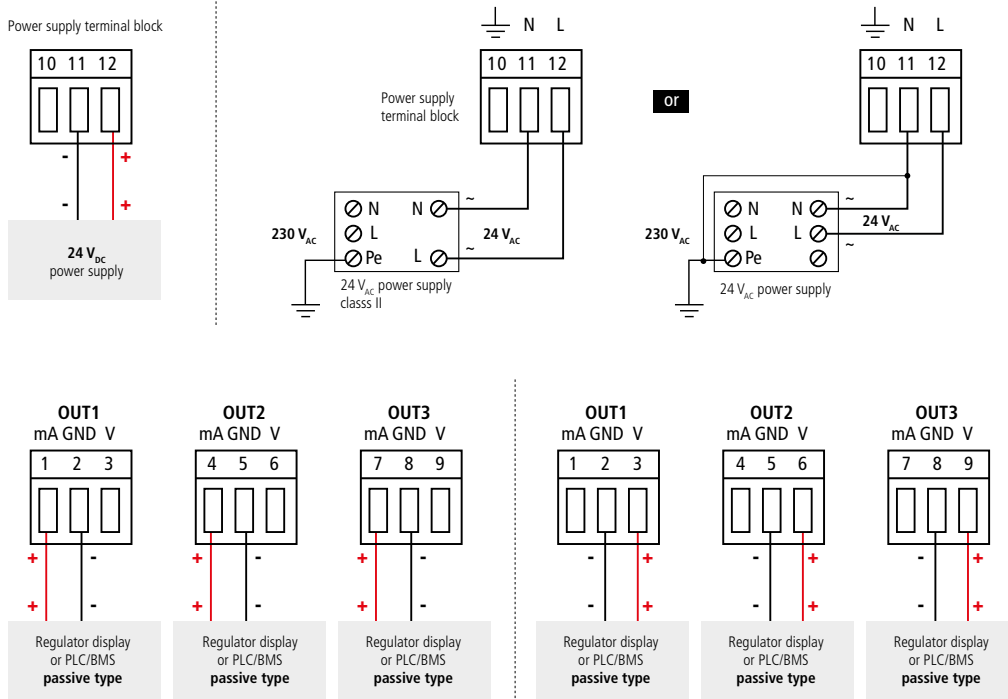 Power supply terminal block
10 11 12
- +
- +
24 VDC
power supply
N L
10 11 12
Power supply
terminal block
~
N N
230 VAC L 24 VAC
~
Pe L
24 VAC power supply
classs II
or
N L
10 11 12
~
N N
230 VAC L L 24 VAC
~
Pe
24 VAC power supply
OUT1
mA GND V
1 2 3
+ -
+ -
Regulator display
or PLC/BMS
passive type
OUT2
mA GND V
4 5 6
+ -
+ -
Regulator display
or PLC/BMS
passive type
OUT3
mA GND V
7 8 9
+ -
+ -
Regulator display
or PLC/BMS
passive type
OUT1
mA GND V
1 2 3
- +
- +
Regulator display
or PLC/BMS
passive type
OUT2
mA GND V
4 5 6
- +
- +
Regulator display
or PLC/BMS
passive type
OUT3
mA GND V
7 8 9
- +
- +
Regulator display
or PLC/BMS
passive type